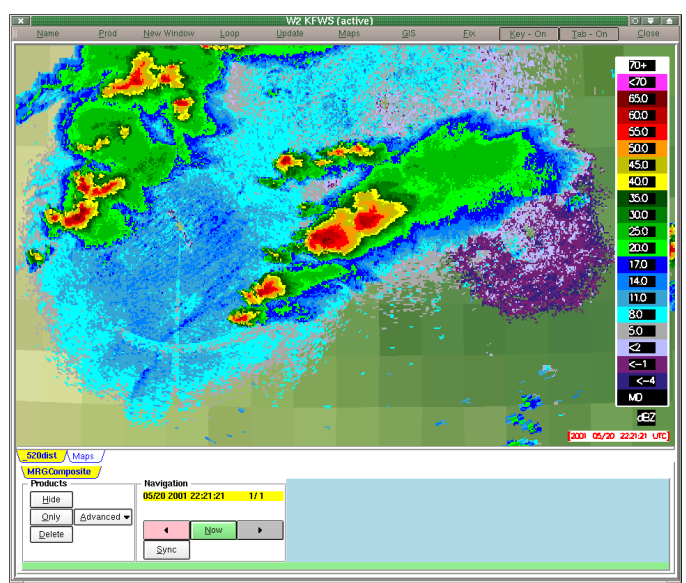 W2 KFWS (active)
Name Prod New Window Loop Update Maps GIS Fix Key - On Tab - On Close
70+
<70
65.0
60.0
55.0
50.0
45.0
40.0
35.0
30.0
25.0
20.0
17.0
14.0
11.0
8.0
5.0
<2
<-1
<-4
MD
dBZ
[2001 05/20 22:21:21 UTC]
_520dist Maps
MRGComposite
Products Navigation
Hide 05/20 2001 22:21:21 1/ 1
Only Advanced
Delete Now
Sync